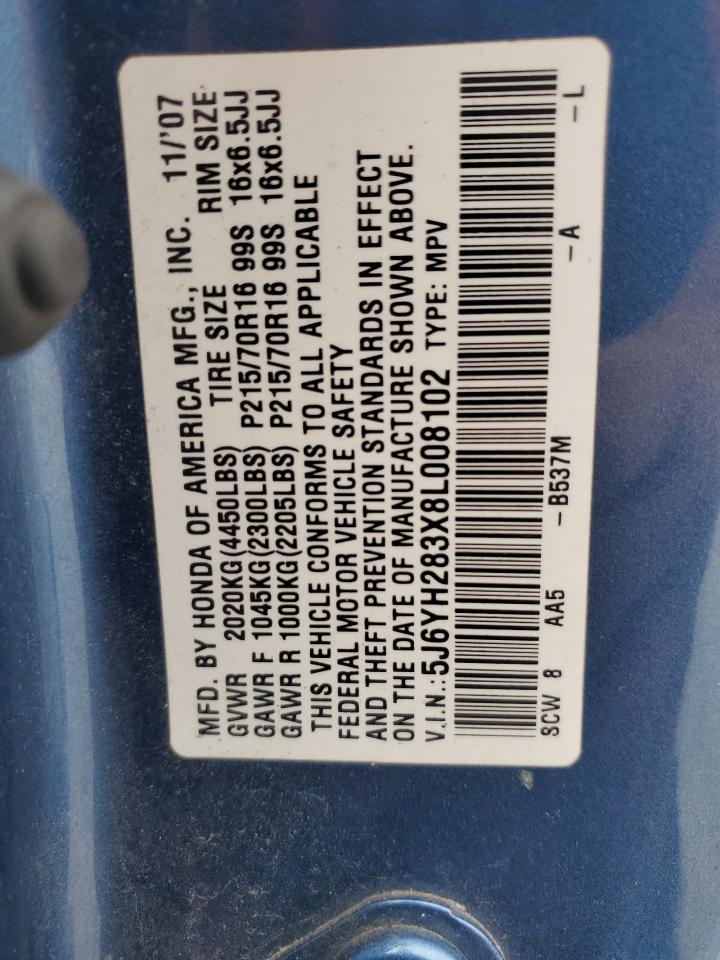 MFD. BY HONDA OF AMERICA MFG., INC. 11/'07
GVWR 2020KG(4450LBS) TIRE SIZE RIM SIZE
GAWR F 1045KG(2300LBS) P215/70R16 99S 16x6.5JJ
GAWR R 1000KG(2205LBS) P215/70R16 99S 16x6.5JJ
THIS VEHICLE CONFORMS TO ALL APPLICABLE
FEDERAL MOTOR VEHICLE SAFETY
AND THEFT PREVENTION STANDARDS IN EFFECT
ON THE DATE OF MANUFACTURE SHOWN ABOVE.
V.I.N.: 5J6YH283X8L008102 TYPE: MPV
SCW 8 AA5 -B537M -A -L